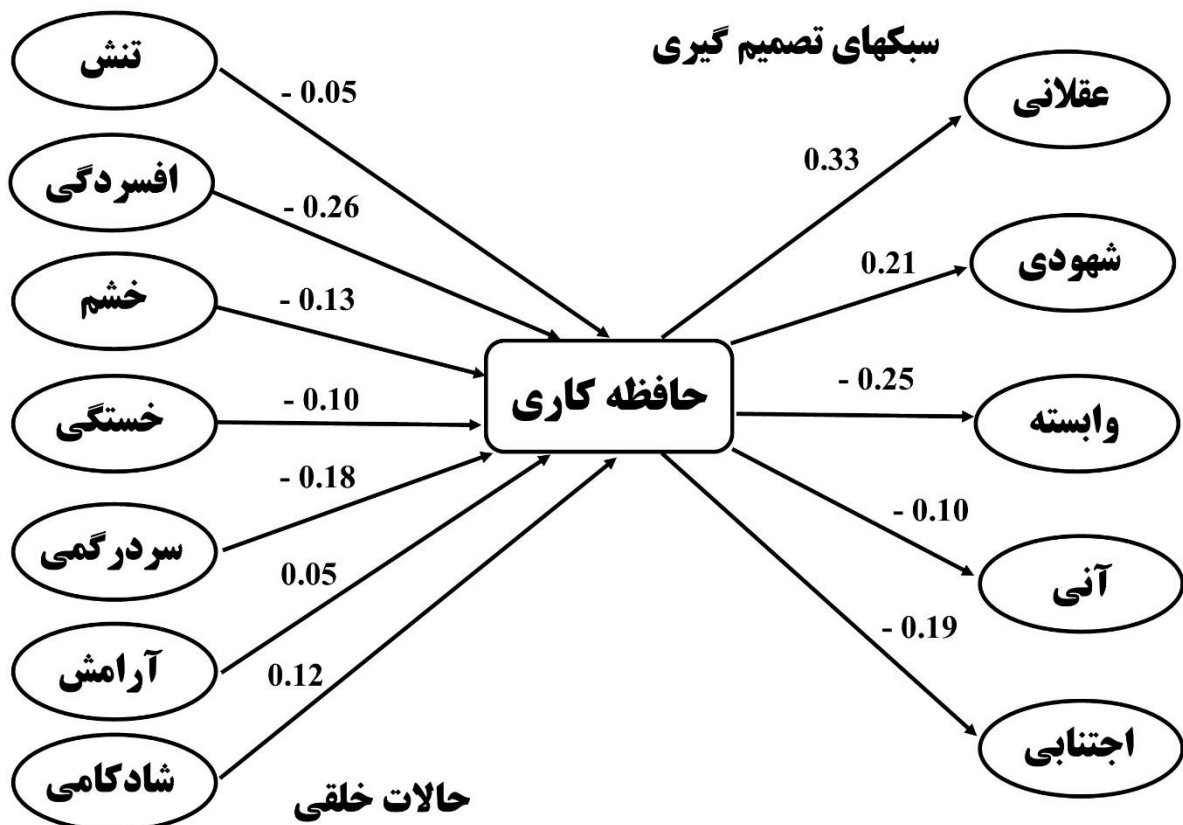 سبکهای تصمیم گیری
تنش
- 0.05
افسردگی
- 0.26
خشم
- 0.13
خستگی
- 0.10
سردرگمی
- 0.18
آرامش
0.05
شادکامی
0.12
حالات خلقی
حافظه کاری
عقلانی
0.33
شهودی
0.21
وابسته
- 0.25
آنی
- 0.10
اجتنابی
- 0.19